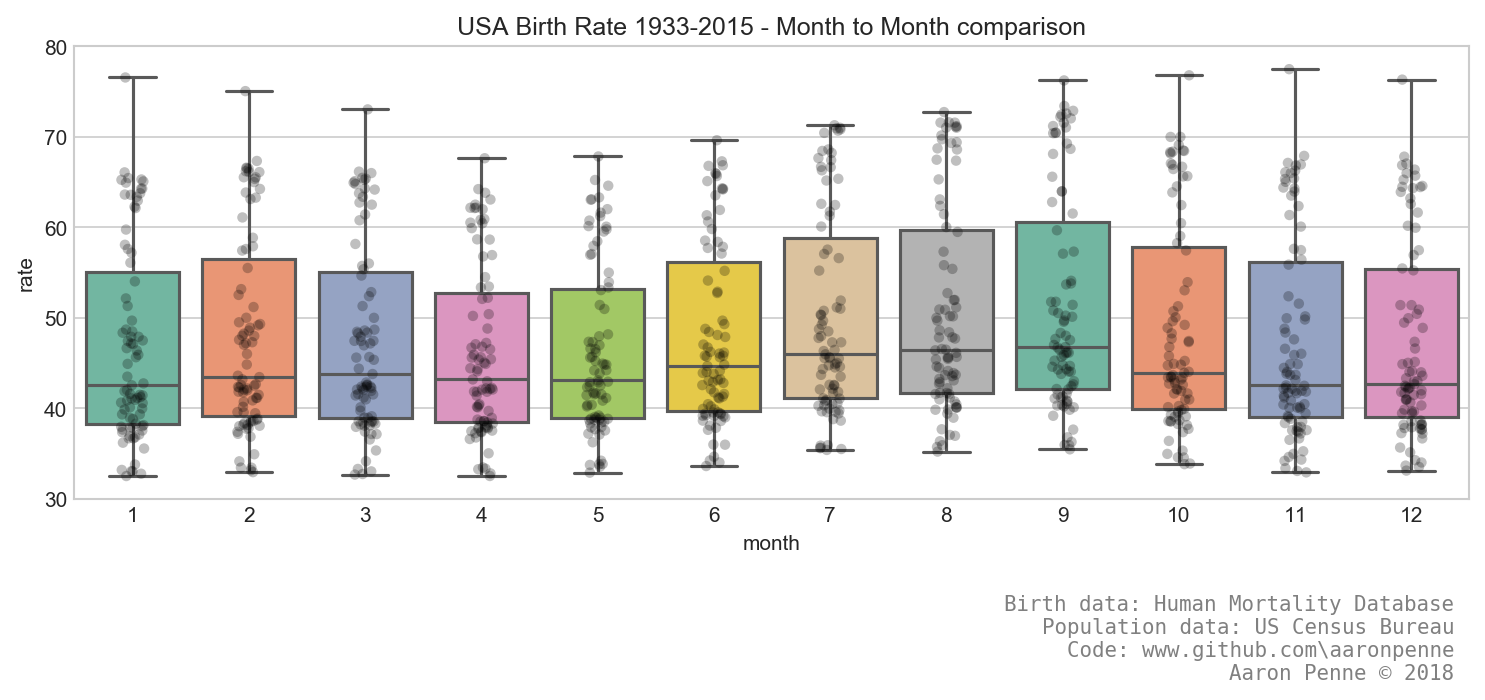 USA Birth Rate 1933-2015 - Month to Month comparison
80
70
60
50
40
30
rate
1 2 3 4 5 6 7 8 9 10 11 12
month
Birth data: Human Mortality Database
Population data: US Census Bureau
Code: www.github.com\aaronpenne
Aaron Penne © 2018